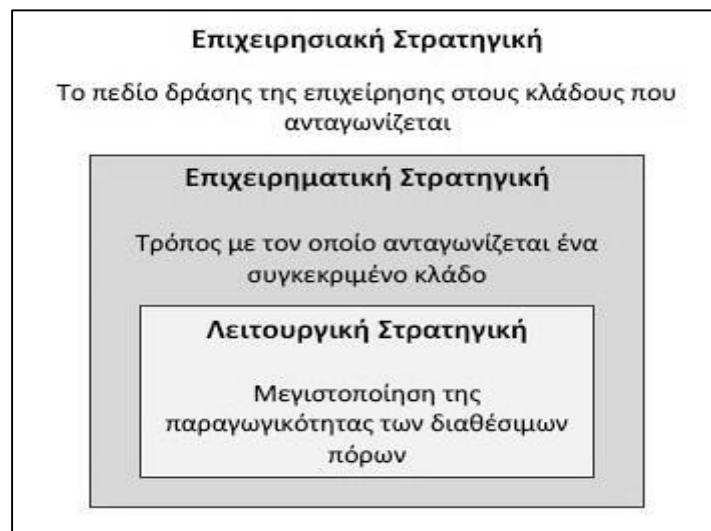 Επιχειρησιακή Στρατηγική
Το πεδίο δράσης της επιχείρησης στους κλάδους που
ανταγωνίζεται
Επιχειρηματική Στρατηγική
Τρόπος με τον οποίο ανταγωνίζεται ένα
συγκεκριμένο κλάδο
Λειτουργική Στρατηγική
Μεγιστοποίηση της
παραγωγικότητας των διαθέσιμων
πόρων